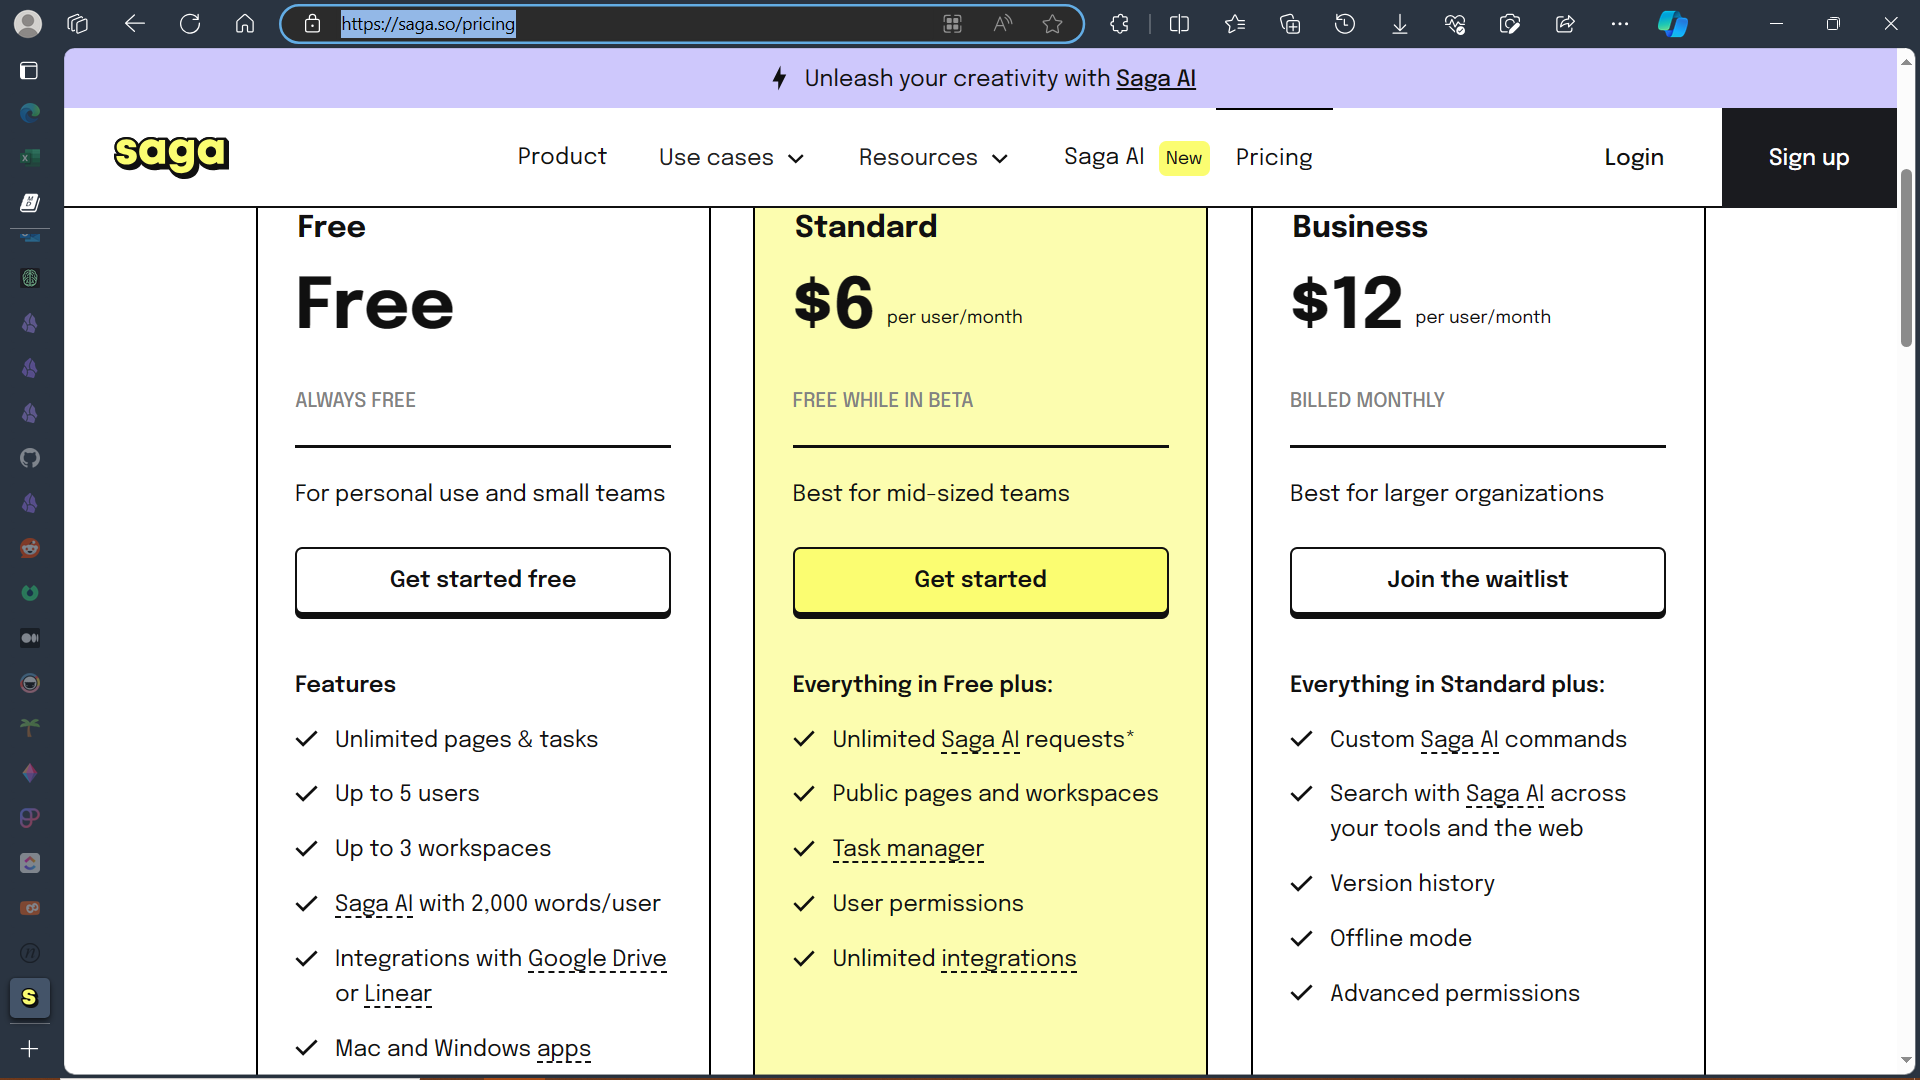 https://saga.so/pricing
Unleash your creativity with Saga AI
saga
Product
Use cases
Resources
Saga AI
New
Pricing
Login
Sign up
Free
Free
ALWAYS FREE
For personal use and small teams
Get started free
Features
Unlimited pages & tasks
Up to 5 users
Up to 3 workspaces
Saga AI with 2,000 words/user
Integrations with Google Drive
or Linear
Mac and Windows apps
Standard
$6 per user/month
FREE WHILE IN BETA
Best for mid-sized teams
Get started
Everything in Free plus:
Unlimited Saga AI requests*
Public pages and workspaces
Task manager
User permissions
Unlimited integrations
Business
$12 per user/month
BILLED MONTHLY
Best for larger organizations
Join the waitlist
Everything in Standard plus:
Custom Saga AI commands
Search with Saga AI across
your tools and the web
Version history
Offline mode
Advanced permissions